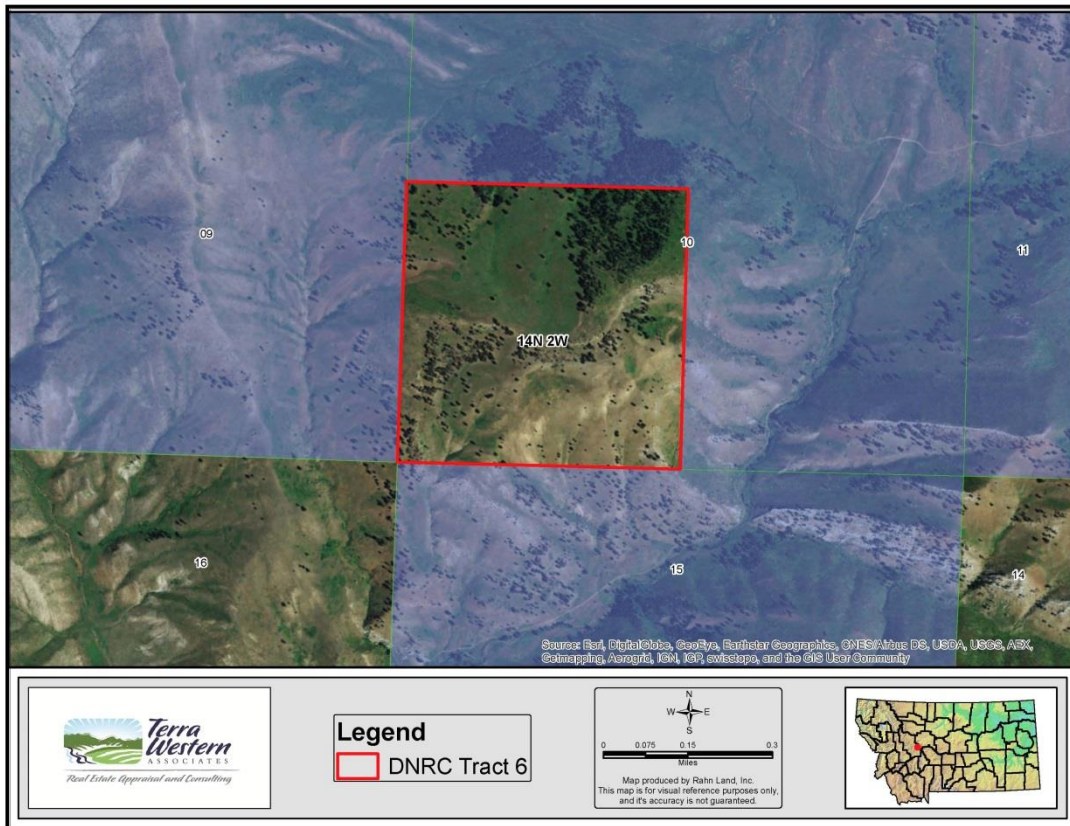 09
10
11
14N 2W
16
15
14
Source: Esri, DigitalGlobe, GeoEye, Earthstar Geographics, CNES/Airbus DS, USDA, USGS, AEX,
Getmapping, Aerogrid, IGN, IGP, swisstopo, and the GIS User Community
Terra
Western
ASSOCIATES
Real Estate Appraisal and Consulting
Legend
DNRC Tract 6
N
W E
S
0 0.075 0.15 0.3
Miles
Map produced by Rahn Land, Inc.
This map is for visual reference purposes only,
and it's accuracy is not guaranteed.